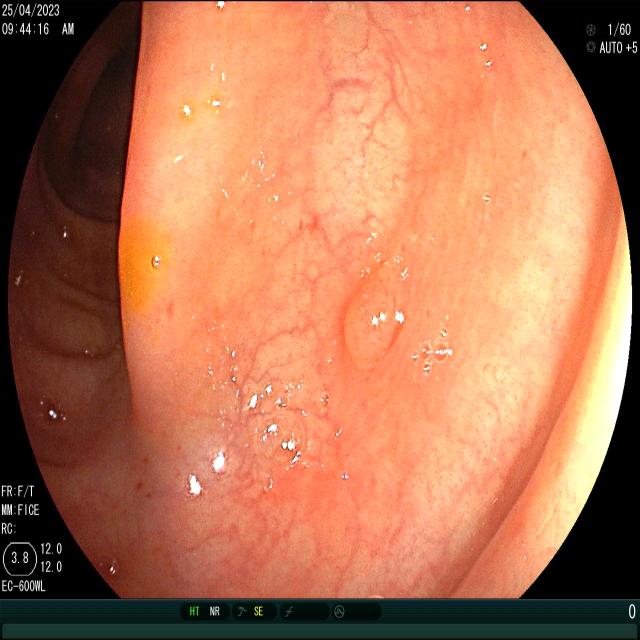 25/04/2023
09:44:16 AM
1/60
AUTO +5
FR:F/T
MM:FICE
RC:
3.8 12.0
12.0
EC-600WL
HT NR SE
0